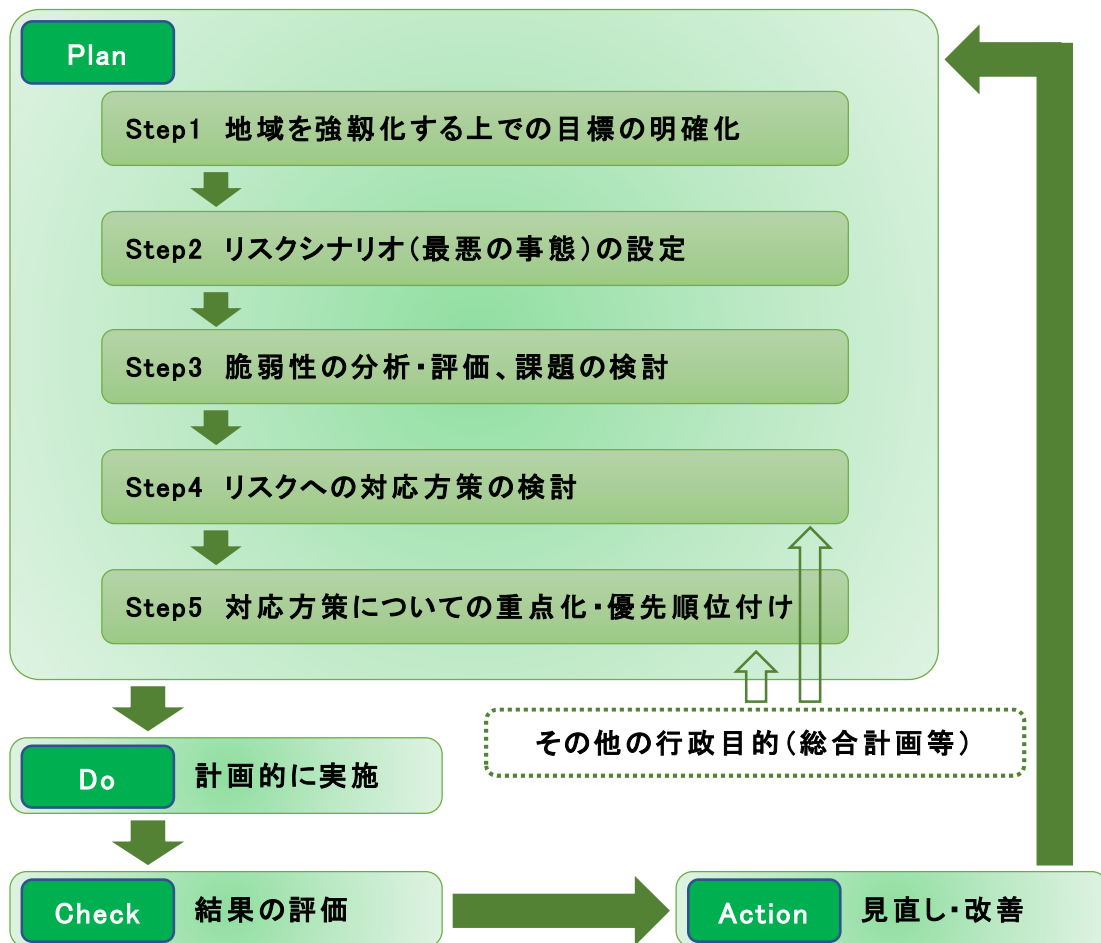 Plan
Step1 地域を強靱化する上での目標の明確化
Step2 リスクシナリオ(最悪の事態)の設定
Step3 脆弱性の分析・評価、課題の検討
Step4 リスクへの対応方策の検討
Step5 対応方策についての重点化・優先順位付け
その他の行政目的(総合計画等)
Do 計画的に実施
Check 結果の評価
Action 見直し・改善